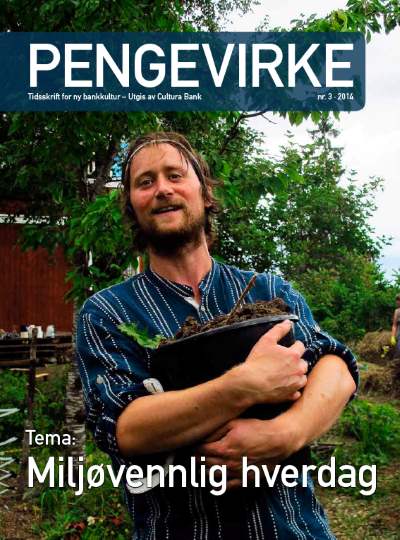 PENGEVIRKE
Tidsskrift for ny bankkultur – Utgis av Cultura Bank nr. 3 - 2014
Tema:
Miljøvennlig hverdag